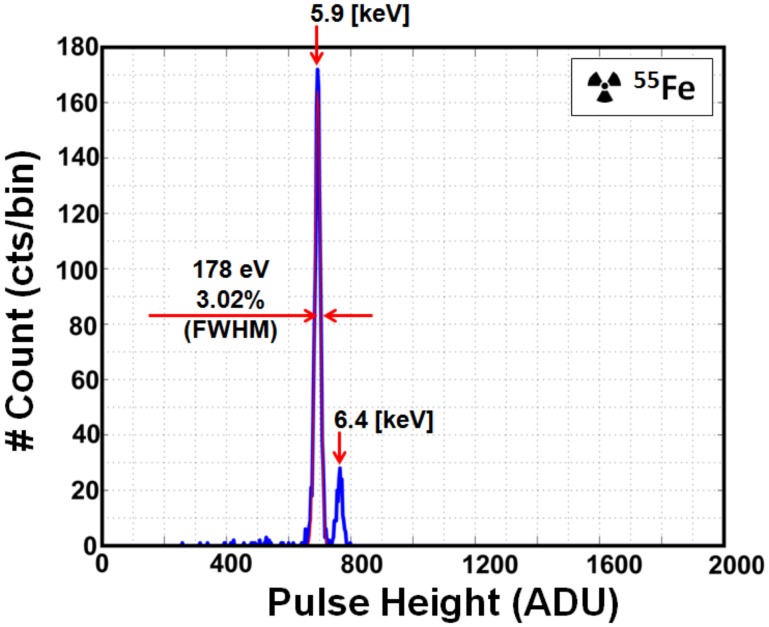 5.9 [keV]
180
160
140
120
100
80
60
40
20
0
# Count (cts/bin)
⁵⁵Fe
178 eV
3.02%
(FWHM)
6.4 [keV]
0
400
800
1200
1600
2000
Pulse Height (ADU)